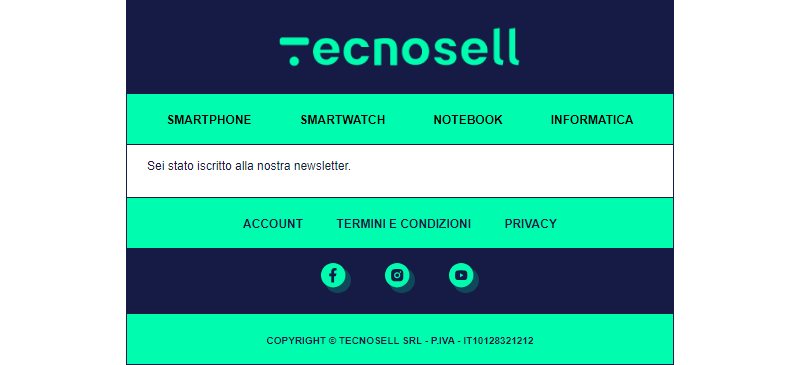 Tecnosell
SMARTPHONE SMARTWATCH NOTEBOOK INFORMATICA
Sei stato iscritto alla nostra newsletter.
ACCOUNT TERMINI E CONDIZIONI PRIVACY
COPYRIGHT © TECNOSELL SRL - P.IVA - IT10128321212